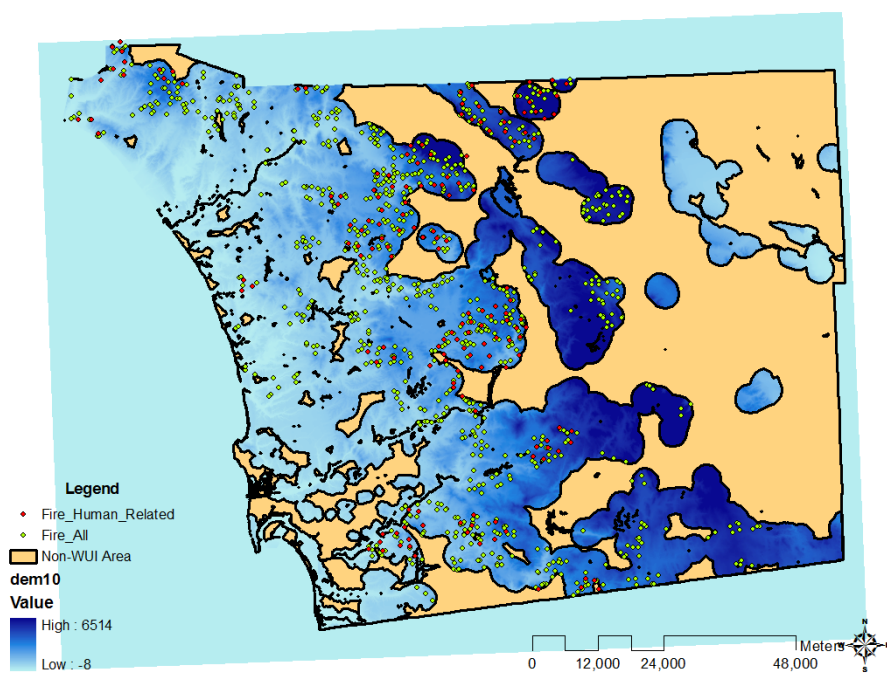 Legend
Fire_Human_Related
Fire_All
Non-WUI Area
dem10
Value
High : 6514
Low : -8
N
W
E
S
Meters
0 12,000 24,000 48,000